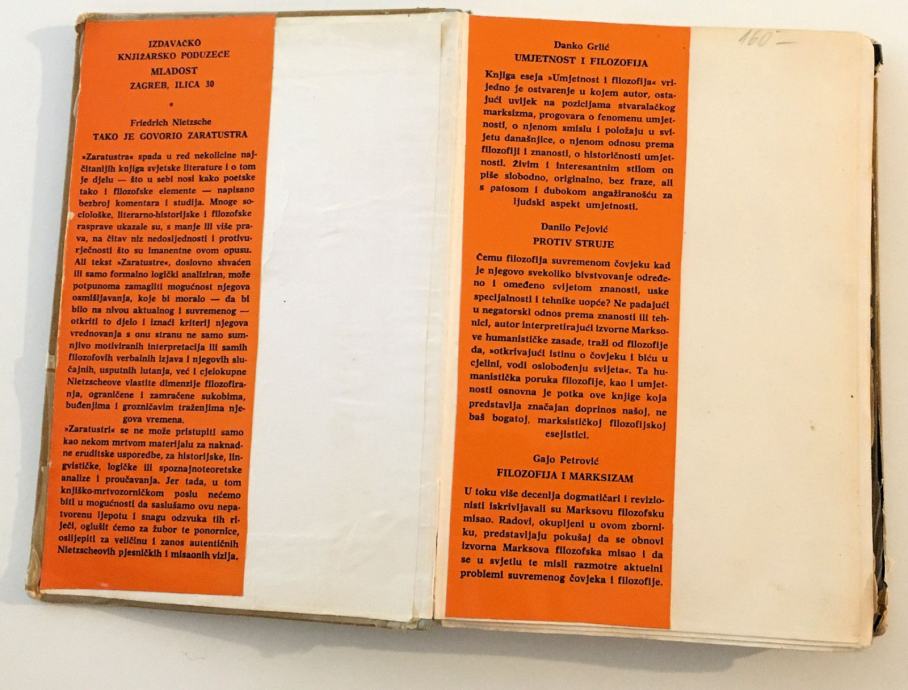 IZDAVAČKO
KNJIŽARSKO PODUZEĆE
MLADOST
ZAGREB, ILICA 30
*
Friedrich Nietzsche
TAKO JE GOVORIO ZARATUSTRA
»Zaratustra« spada u red nekolicine naj-
čitanijih knjiga svjetske literature i o tom
je djelu — što u sebi nosi kako poetske
tako i filozofske elemente — napisano
bezbroj komentara i studija. Mnoge so-
ciološke, literarno-historijske i filozofske
rasprave ukazale su, s manje ili više pra-
va, na čitav niz nedosljednosti i protivu-
rječnosti što su imanentne ovom opusu.
Ali tekst »Zaratustre«, doslovno shvaćen
ili samo formalno logički analiziran, može
potpunoma zamagliti mogućnost njegova
osmišljavanja, koje bi moralo — da bi
bilo na nivou aktualnog i suvremenog —
otkriti to djelo i iznaći kriterij njegova
vrednovanja s onu stranu ne samo sum-
njivo motiviranih interpretacija ili samih
filozofovih verbalnih izjava i njegovih slu-
čajnih, usputnih lutanja, već i cjelokupne
Nietzscheove vlastite dimenzije filozofira-
nja, ograničene i zamračene sukobima,
buđenjima i grozničavim traženjima nje-
gova vremena.
»Zaratustri« se ne može pristupiti samo
kao nekom mrtvom materijalu za naknad-
ne eruditske usporedbe, za historijske, lin-
gvističke, logičke ili spoznajnoteoretske
analize i proučavanja. Jer tada, u tom
knjiško-mrtvozorničkom poslu nećemo
biti u mogućnosti da saslušamo ovu nepa-
tvorenu ljepotu i snagu odzvuka tih ri-
ječi, oglušit ćemo za žubor te ponornice,
oslijepiti za veličinu i zanos autentičnih
Nietzscheovih pjesničkih i misaonih vizija.
160 —
Danko Grlić
UMJETNOST I FILOZOFIJA
Knjiga eseja »Umjetnost i filozofija« vri-
jedno je ostvarenje u kojem autor, osta-
jući uvijek na pozicijama stvaralačkog
marksizma, progovara o fenomenu umjet-
nosti, o njenom smislu i položaju u svi-
jetu današnjice, o njenom odnosu prema
filozofiji i znanosti, o historičnosti umjet-
nosti. Živim i interesantnim stilom on
piše slobodno, originalno, bez fraze, ali
s patosom i dubokom angažiranošću za
ljudski aspekt umjetnosti.
Danilo Pejović
PROTIV STRUJE
Čemu filozofija suvremenom čovjeku kad
je njegovo svekoliko bivstvovanje određe-
no i omeđeno svijetom znanosti, uske
specijalnosti i tehnike uopće? Ne padajući
u negatorski odnos prema znanosti ili teh-
nici, autor interpretirajući izvorne Markso-
ve humanističke zasade, traži od filozofije
da, »otkrivajući istinu o čovjeku i biću u
cjelini, vodi oslobođenju svijeta«. Ta hu-
manistička poruka filozofije, kao i umjet-
nosti osnovna je potka ove knjige koja
predstavlja značajan doprinos našoj, ne
baš bogatoj, marksističkoj filozofijskoj
esejistici.
Gajo Petrović
FILOZOFIJA I MARKSIZAM
U toku više decenija dogmatičari i revizio-
nisti iskrivljavali su Marksovu filozofsku
misao. Radovi, okupljeni u ovom zborni-
ku, predstavljaju pokušaj da se obnovi
izvorna Marksova filozofska misao i da
se u svjetlu te misli razmotre aktuelni
problemi suvremenog čovjeka i filozofije.